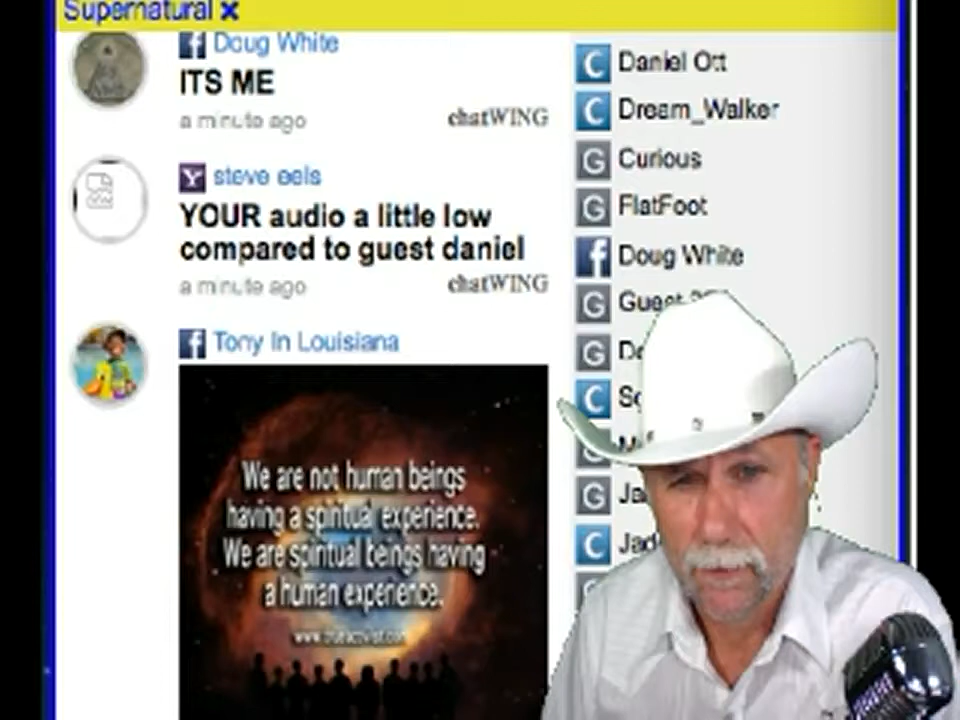 Supernatural ×
Doug White
ITS ME
a minute ago
chatWING
steve eels
YOUR audio a little low
compared to guest daniel
a minute ago
chatWING
Tony In Louisiana
We are not human beings
having a spiritual experience.
We are spiritual beings having
a human experience.
C Daniel Ott
C Dream_Walker
G Curious
G FlatFoot
f Doug White
G
G
C
G Ja
C Jad